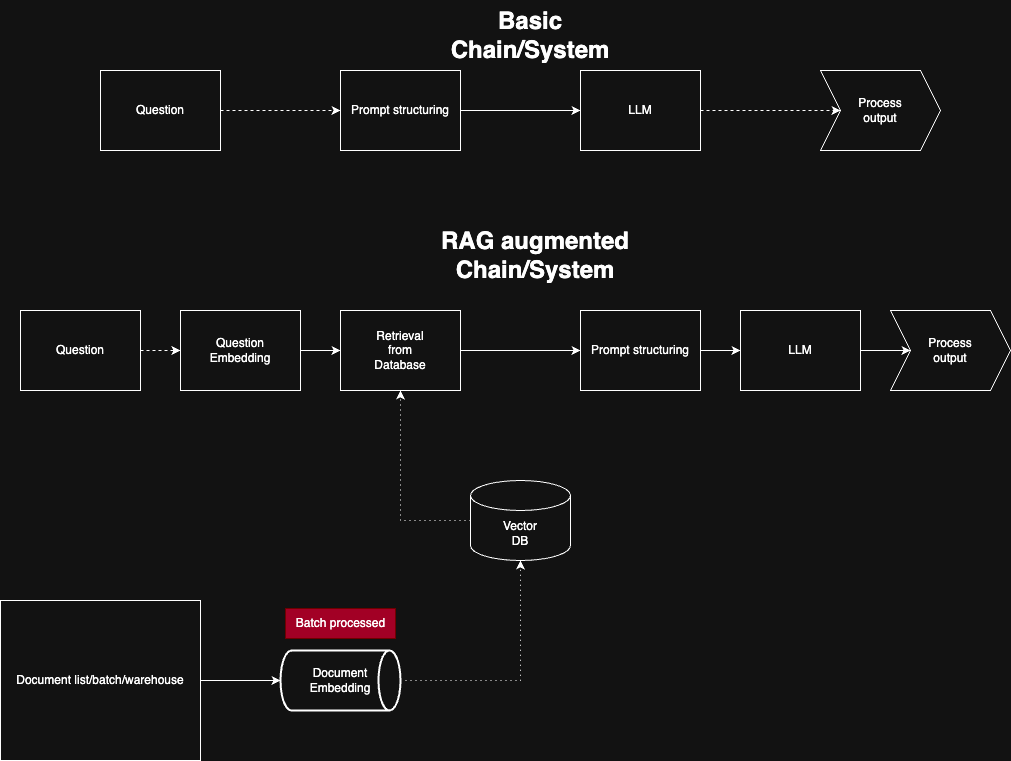 Basic
Chain/System
Question
Prompt structuring
LLM
Process
output
RAG augmented
Chain/System
Question
Question
Embedding
Retrieval
from
Database
Prompt structuring
LLM
Process
output
Vector
DB
Batch processed
Document list/batch/warehouse
Document
Embedding